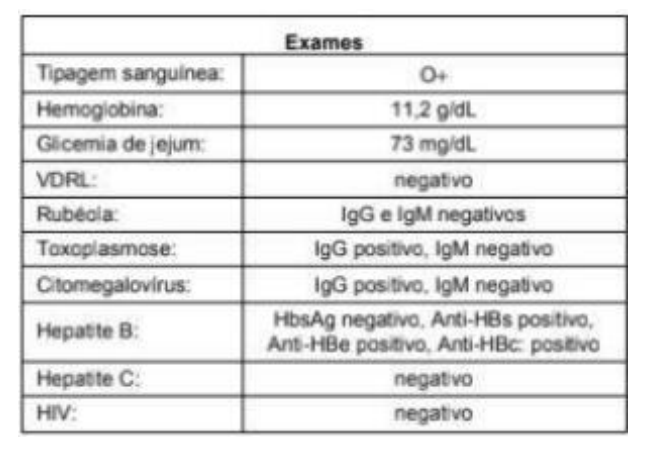 Exames
Tipagem sanguínea: O+
Hemoglobina: 11,2 g/dL
Glicemia de jejum: 73 mg/dL
VDRL: negativo
Rubéola: IgG e IgM negativos
Toxoplasmose: IgG positivo, IgM negativo
Citomegalovírus: IgG positivo, IgM negativo
Hepatite B: HbsAg negativo, Anti-HBs positivo,
Anti-HBe positivo, Anti-HBc: positivo
Hepatite C: negativo
HIV: negativo